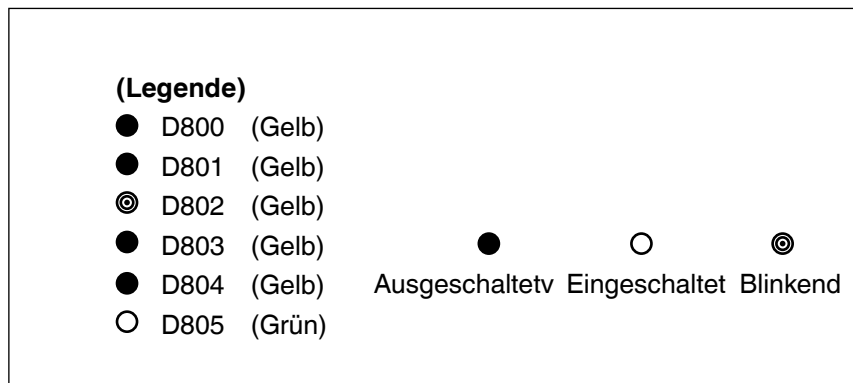 (Legende)
D800 (Gelb)
D801 (Gelb)
D802 (Gelb)
D803 (Gelb)
D804 (Gelb)
D805 (Grün)
Ausgeschaltetv Eingeschaltet Blinkend